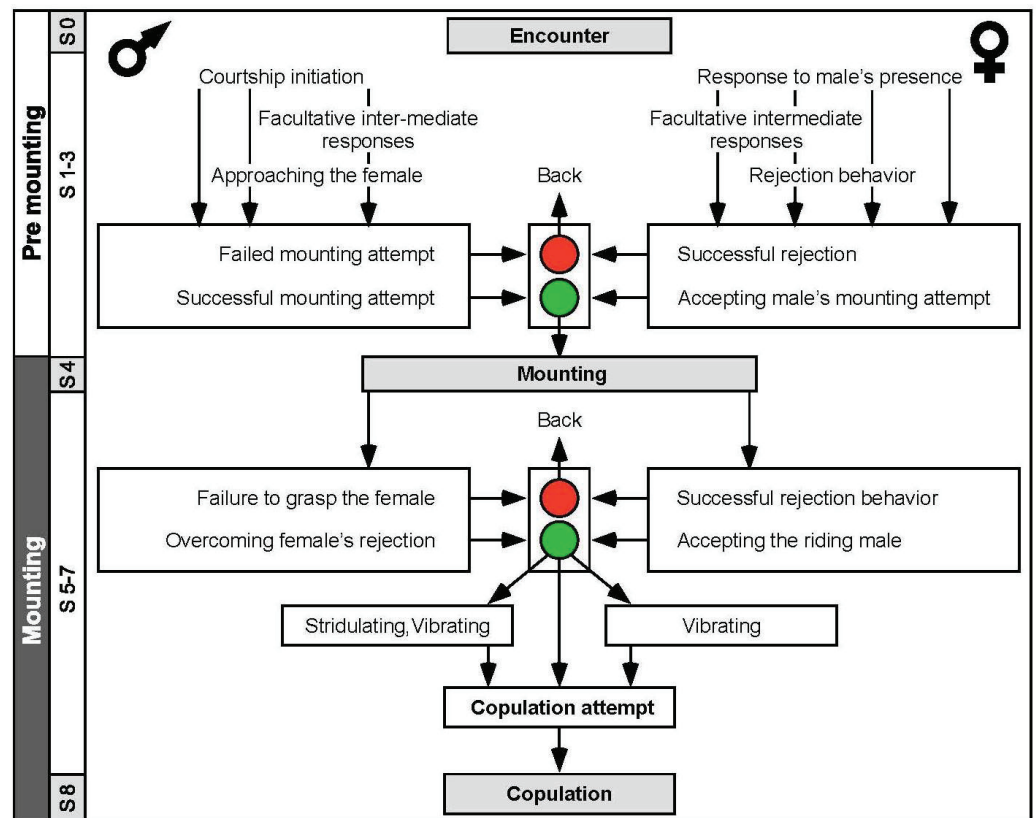 S 0
Encounter
Pre mounting
S 1-3
Courtship initiation
Response to male's presence
Facultative inter-mediate
responses
Facultative intermediate
responses
Approaching the female
Back
Rejection behavior
Failed mounting attempt
Successful rejection
Successful mounting attempt
Accepting male's mounting attempt
S 4
Mounting
Mounting
S 5-7
Back
Failure to grasp the female
Successful rejection behavior
Overcoming female's rejection
Accepting the riding male
Stridulating, Vibrating
Vibrating
Copulation attempt
S 8
Copulation